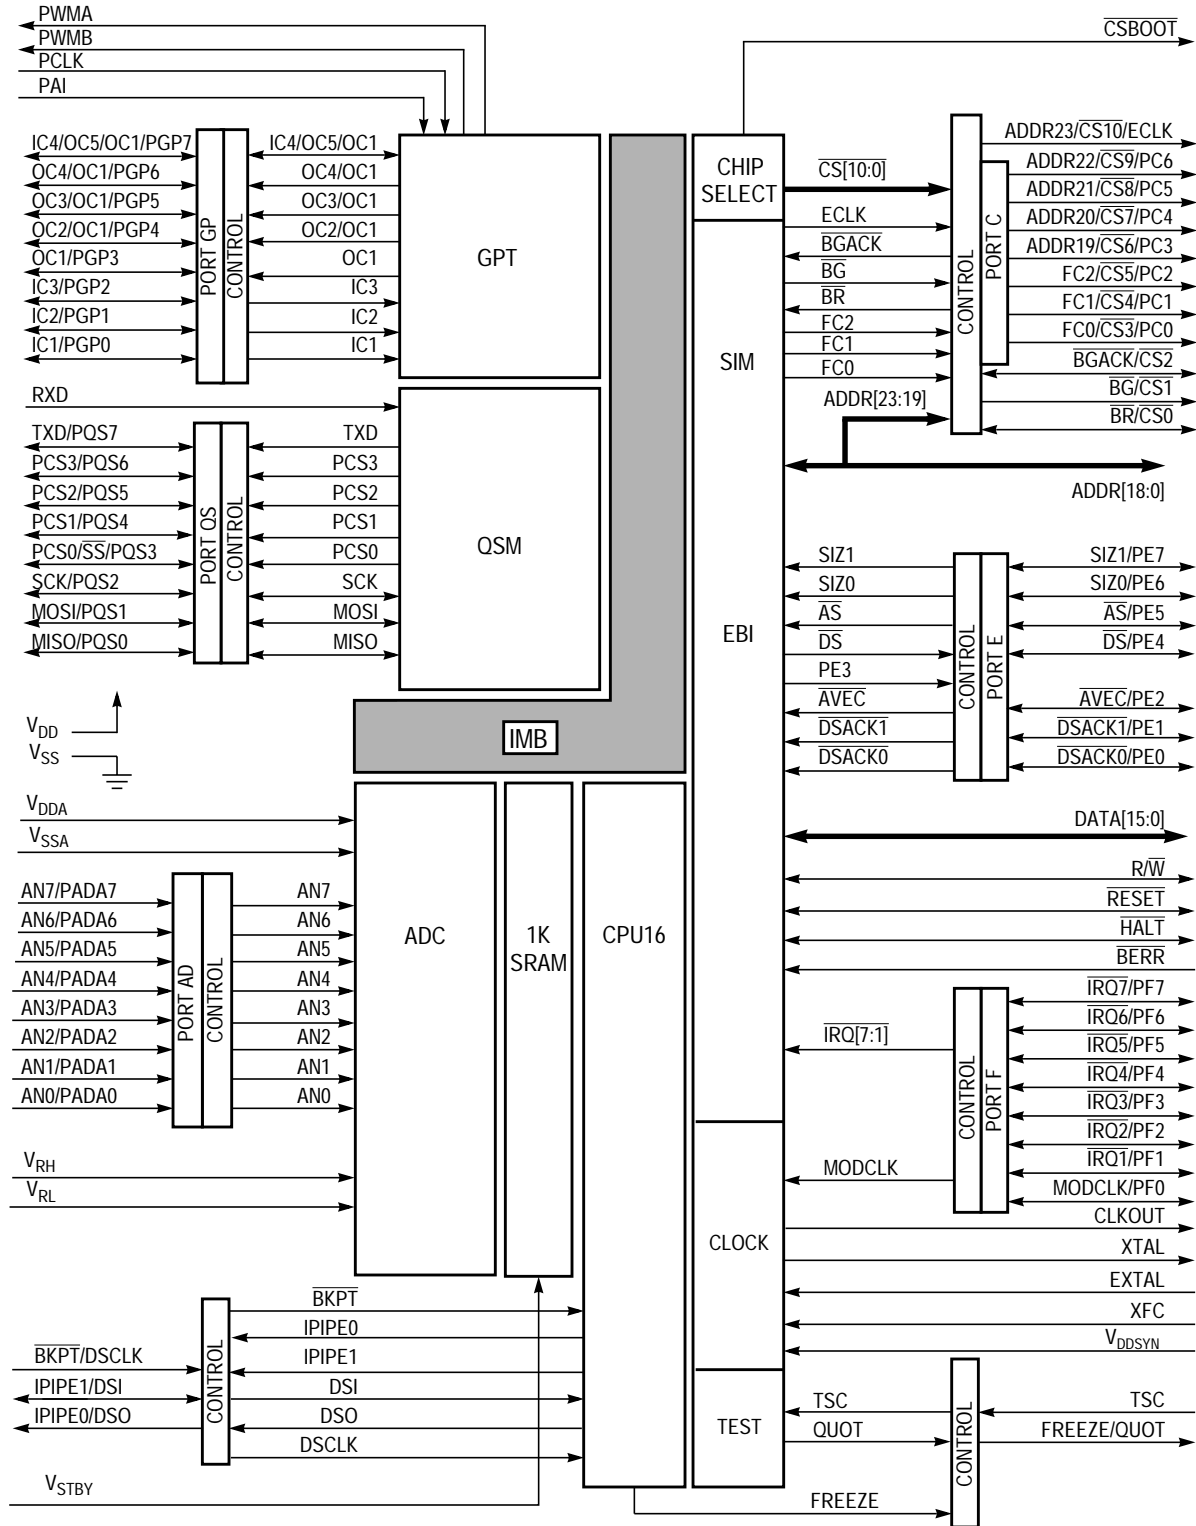 PWMA
PWMB
PCLK
PAI
CSBOOT
IC4/OC5/OC1/PGP7
OC4/OC1/PGP6
OC3/OC1/PGP5
OC2/OC1/PGP4
OC1/PGP3
IC3/PGP2
IC2/PGP1
IC1/PGP0
PORT GP
CONTROL
IC4/OC5/OC1
OC4/OC1
OC3/OC1
OC2/OC1
OC1
IC3
IC2
IC1
GPT
RXD
TXD/PQS7
PCS3/PQS6
PCS2/PQS5
PCS1/PQS4
PCS0/SS/PQS3
SCK/PQS2
MOSI/PQS1
MISO/PQS0
PORT QS
CONTROL
TXD
PCS3
PCS2
PCS1
PCS0
SCK
MOSI
MISO
QSM
VDD
VSS
IMB
CHIP
SELECT
SIM
EBI
CS[10:0]
ECLK
BGACK
BG
BR
FC2
FC1
FC0
ADDR[23:19]
CONTROL
PORT C
ADDR23/CS10/ECLK
ADDR22/CS9/PC6
ADDR21/CS8/PC5
ADDR20/CS7/PC4
ADDR19/CS6/PC3
FC2/CS5/PC2
FC1/CS4/PC1
FC0/CS3/PC0
BGACK/CS2
BG/CS1
BR/CS0
ADDR[18:0]
SIZ1
SIZ0
AS
DS
PE3
AVEC
DSACK1
DSACK0
CONTROL
PORT E
SIZ1/PE7
SIZ0/PE6
AS/PE5
DS/PE4
AVEC/PE2
DSACK1/PE1
DSACK0/PE0
DATA[15:0]
R/W
RESET
HALT
BERR
VDDA
VSSA
AN7/PADA7
AN6/PADA6
AN5/PADA5
AN4/PADA4
AN3/PADA3
AN2/PADA2
AN1/PADA1
AN0/PADA0
PORT AD
CONTROL
AN7
AN6
AN5
AN4
AN3
AN2
AN1
AN0
ADC
1K
SRAM
CPU16
VRH
VRL
IRQ[7:1]
MODCLK
CONTROL
PORT F
IRQ7/PF7
IRQ6/PF6
IRQ5/PF5
IRQ4/PF4
IRQ3/PF3
IRQ2/PF2
IRQ1/PF1
MODCLK/PF0
CLOCK
CLKOUT
XTAL
EXTAL
XFC
VDDSYN
BKPT/DSCLK
IPIPE1/DSI
IPIPE0/DSO
CONTROL
BKPT
IPIPE0
IPIPE1
DSI
DSO
DSCLK
VSTBY
TEST
TSC
QUOT
FREEZE
CONTROL
TSC
FREEZE/QUOT